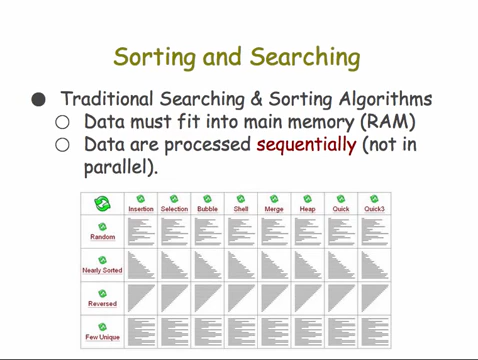 Sorting and Searching
● Traditional Searching & Sorting Algorithms
○ Data must fit into main memory (RAM)
○ Data are processed sequentially (not in
parallel).
Insertion Selection Bubble Shell Merge Heap Quick Quick3
Random
Nearly Sorted
Reversed
Few Unique